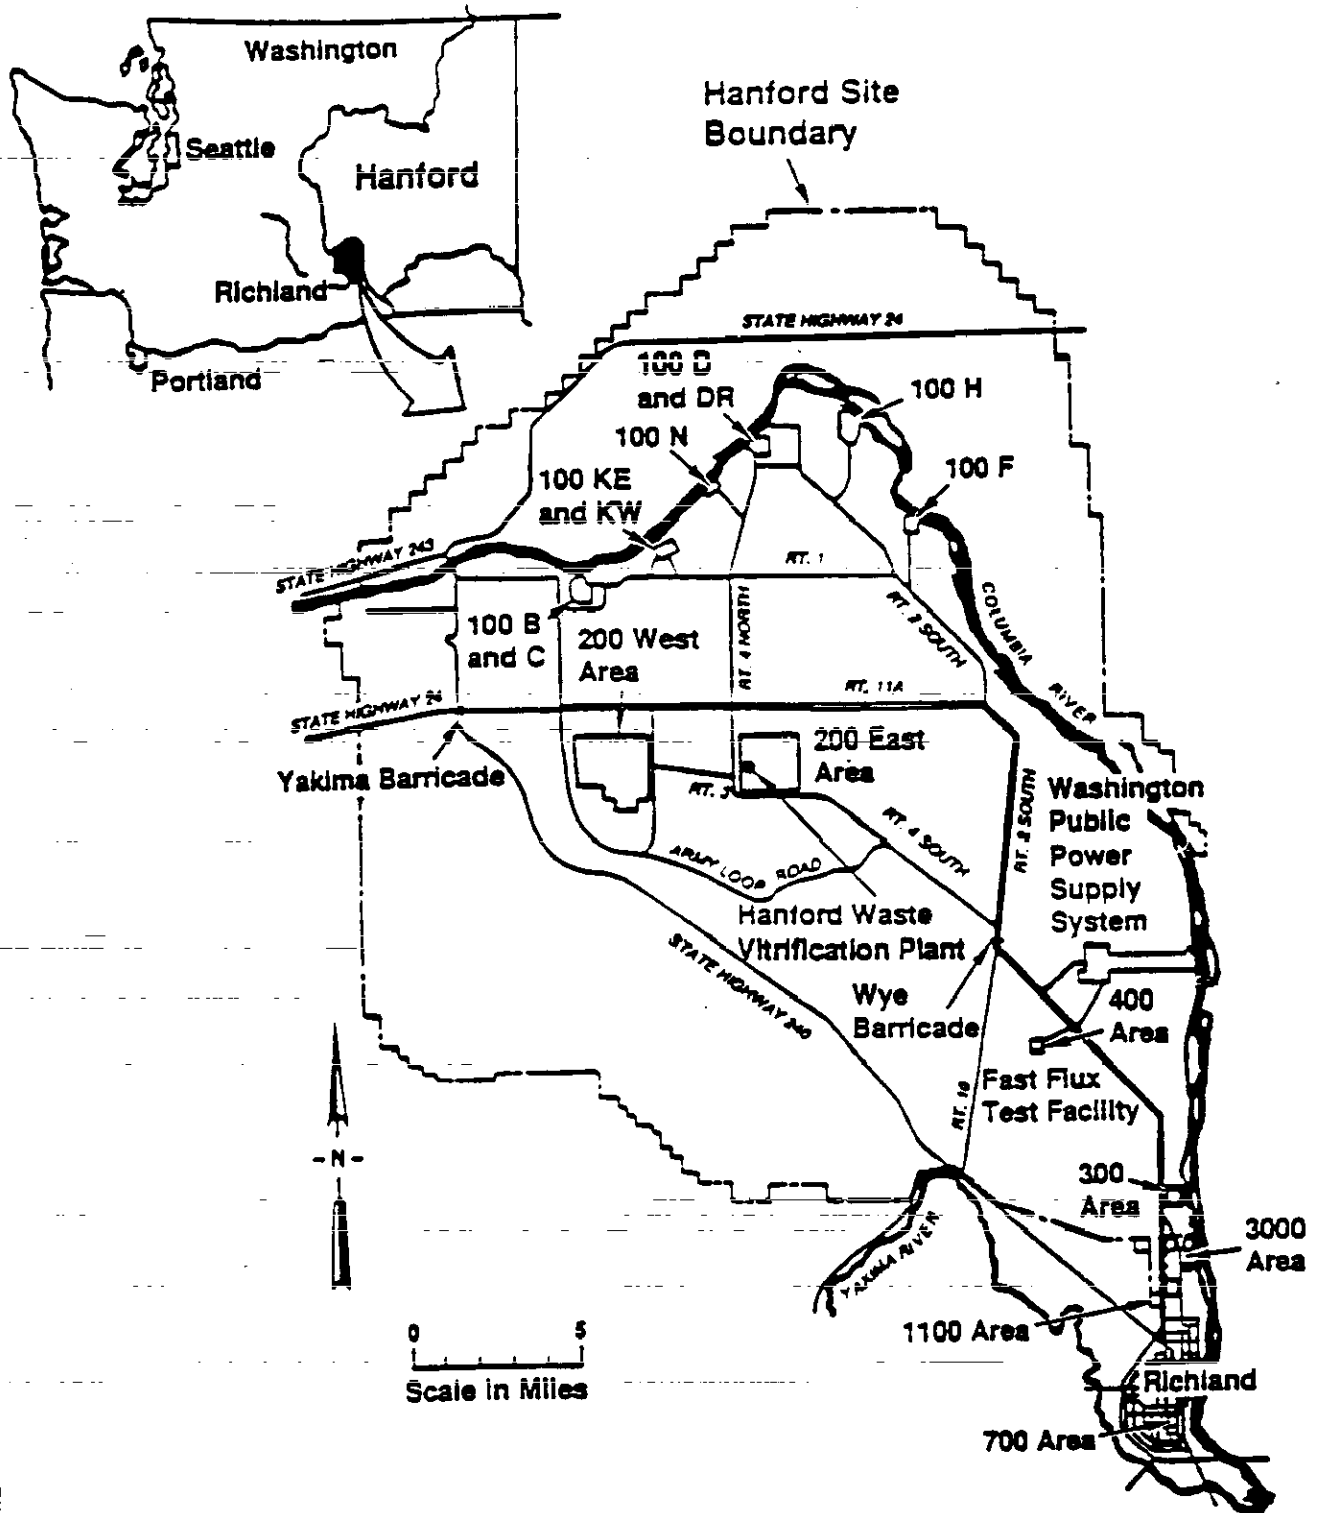 Washington
Seattle
Hanford
Richland
Portland
Hanford Site
Boundary
STATE HIGHWAY 24
100 D
and DR
100 H
100 N
100 F
100 KE
and KW
STATE HIGHWAY 243
RT. 1
COLUMBIA
RIVER
100 B
and C
200 West
Area
RT. 4 NORTH
RT. 2 SOUTH
RT. 11A
STATE HIGHWAY 24
Yakima Barricade
200 East
Area
RT. 3
RT. 4 SOUTH
RT. 2 SOUTH
Washington
Public
Power
Supply
System
ARMY LOOP ROAD
Hanford Waste
Vitrification Plant
STATE HIGHWAY 240
Wye
Barricade
400
Area
Fast Flux
Test Facility
RT. 10
- N -
300
Area
3000
Area
YAKIMA RIVER
1100 Area
0 5
Scale in Miles
Richland
700 Area